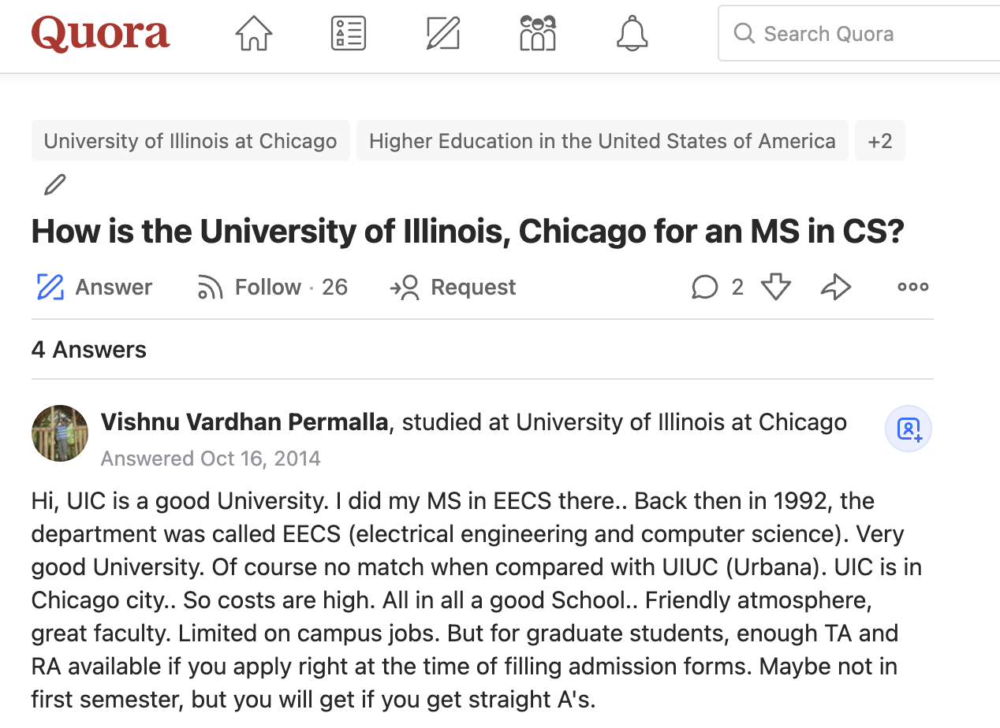 Quora
Search Quora
University of Illinois at Chicago
Higher Education in the United States of America
+2
How is the University of Illinois, Chicago for an MS in CS?
Answer
Follow · 26
Request
2
4 Answers
Vishnu Vardhan Permalla, studied at University of Illinois at Chicago
Answered Oct 16, 2014
Hi, UIC is a good University. I did my MS in EECS there.. Back then in 1992, the
department was called EECS (electrical engineering and computer science). Very
good University. Of course no match when compared with UIUC (Urbana). UIC is in
Chicago city.. So costs are high. All in all a good School.. Friendly atmosphere,
great faculty. Limited on campus jobs. But for graduate students, enough TA and
RA available if you apply right at the time of filling admission forms. Maybe not in
first semester, but you will get if you get straight A's.